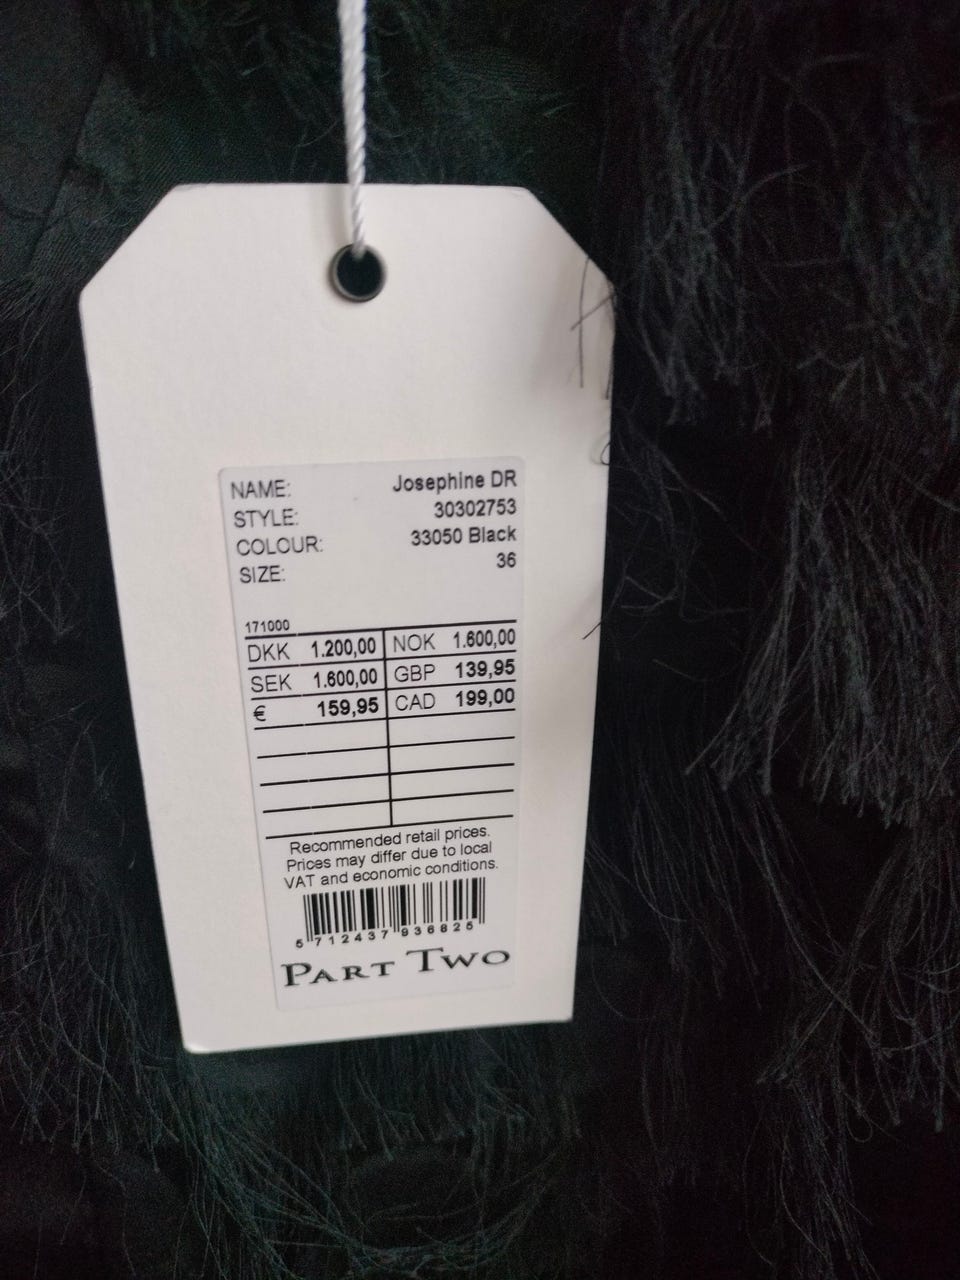 NAME: Josephine DR
STYLE: 30302753
COLOUR: 33050 Black
SIZE: 36
171000
DKK 1.200,00 NOK 1.600,00
SEK 1.600,00 GBP 139,95
€ 159,95 CAD 199,00
Recommended retail prices.
Prices may differ due to local
VAT and economic conditions.
5 712437 936825
PART TWO